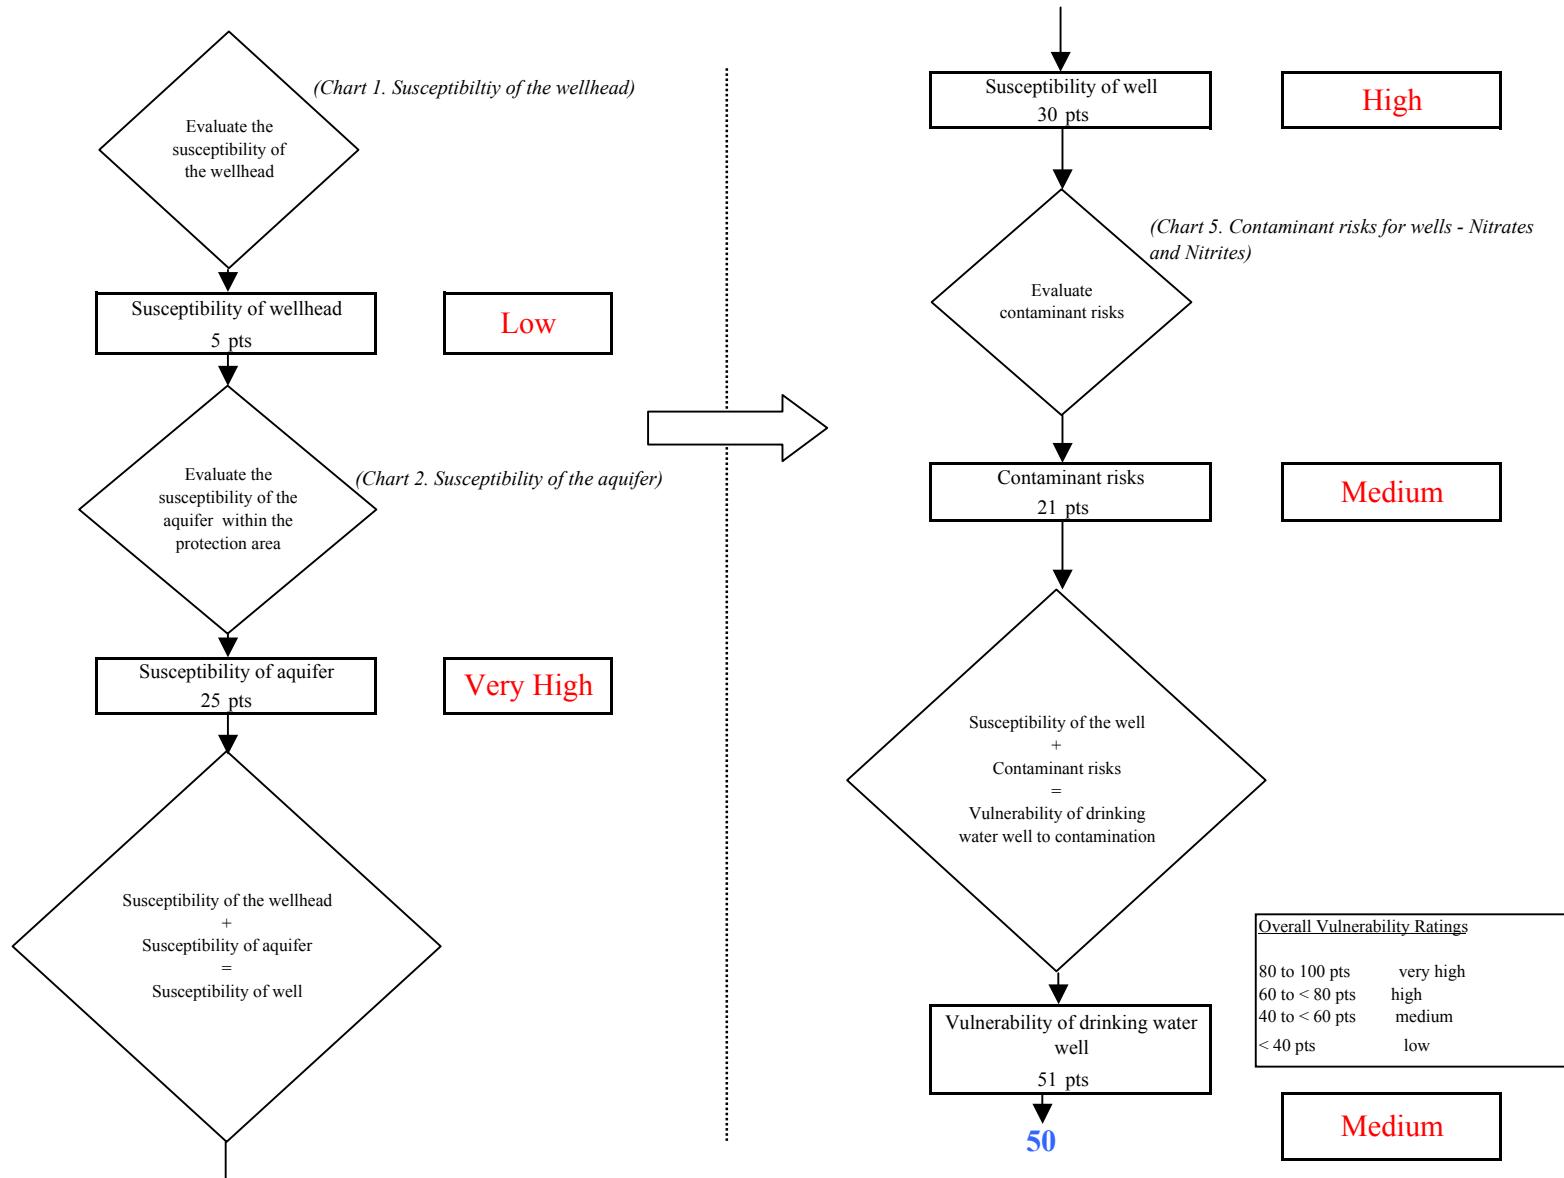 (Chart 1. Susceptibiltiy of the wellhead)
Evaluate the
susceptibility of
the wellhead
Susceptibility of wellhead
5 pts
Low
Evaluate the
susceptibility of the
aquifer within the
protection area
(Chart 2. Susceptibility of the aquifer)
Susceptibility of aquifer
25 pts
Very High
Susceptibility of the wellhead
+
Susceptibility of aquifer
=
Susceptibility of well
Susceptibility of well
30 pts
High
(Chart 5. Contaminant risks for wells - Nitrates
and Nitrites)
Evaluate
contaminant risks
Contaminant risks
21 pts
Medium
Susceptibility of the well
+
Contaminant risks
=
Vulnerability of drinking
water well to contamination
Overall Vulnerability Ratings
80 to 100 pts very high
60 to < 80 pts high
40 to < 60 pts medium
< 40 pts low
Vulnerability of drinking water
well
51 pts
50
Medium